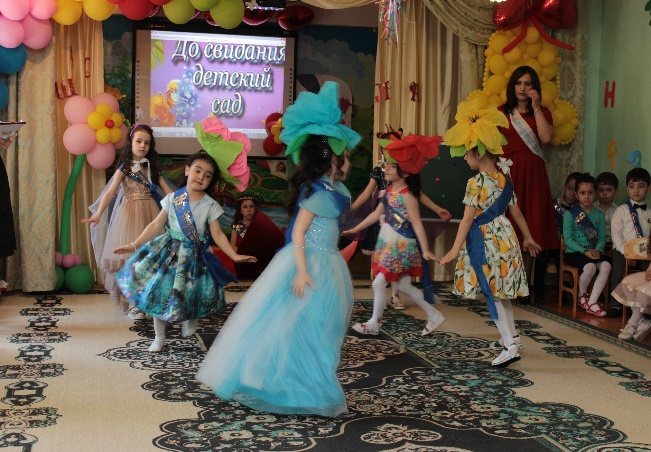 До свидания
детский
сад